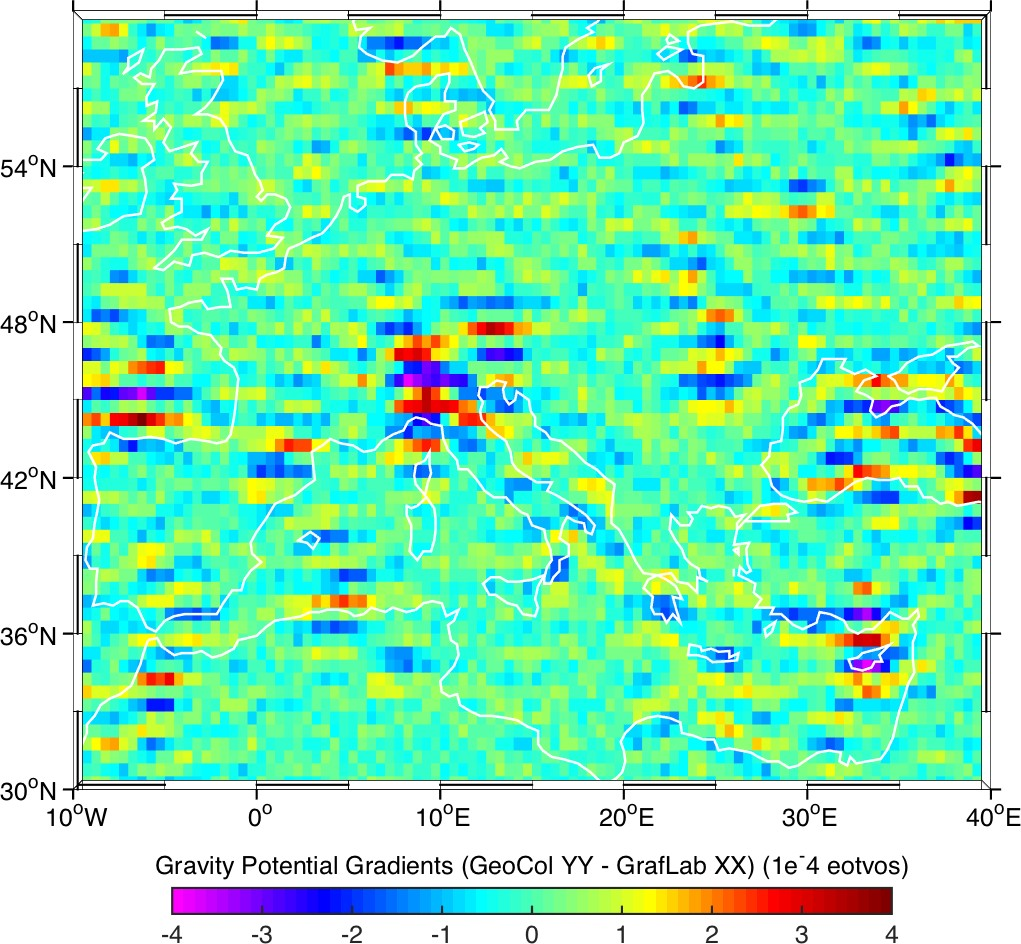 54°N
48°N
42°N
36°N
30°N
10°W 0° 10°E 20°E 30°E 40°E
Gravity Potential Gradients (GeoCol YY - GrafLab XX) (1e-4 eotvos)
-4 -3 -2 -1 0 1 2 3 4